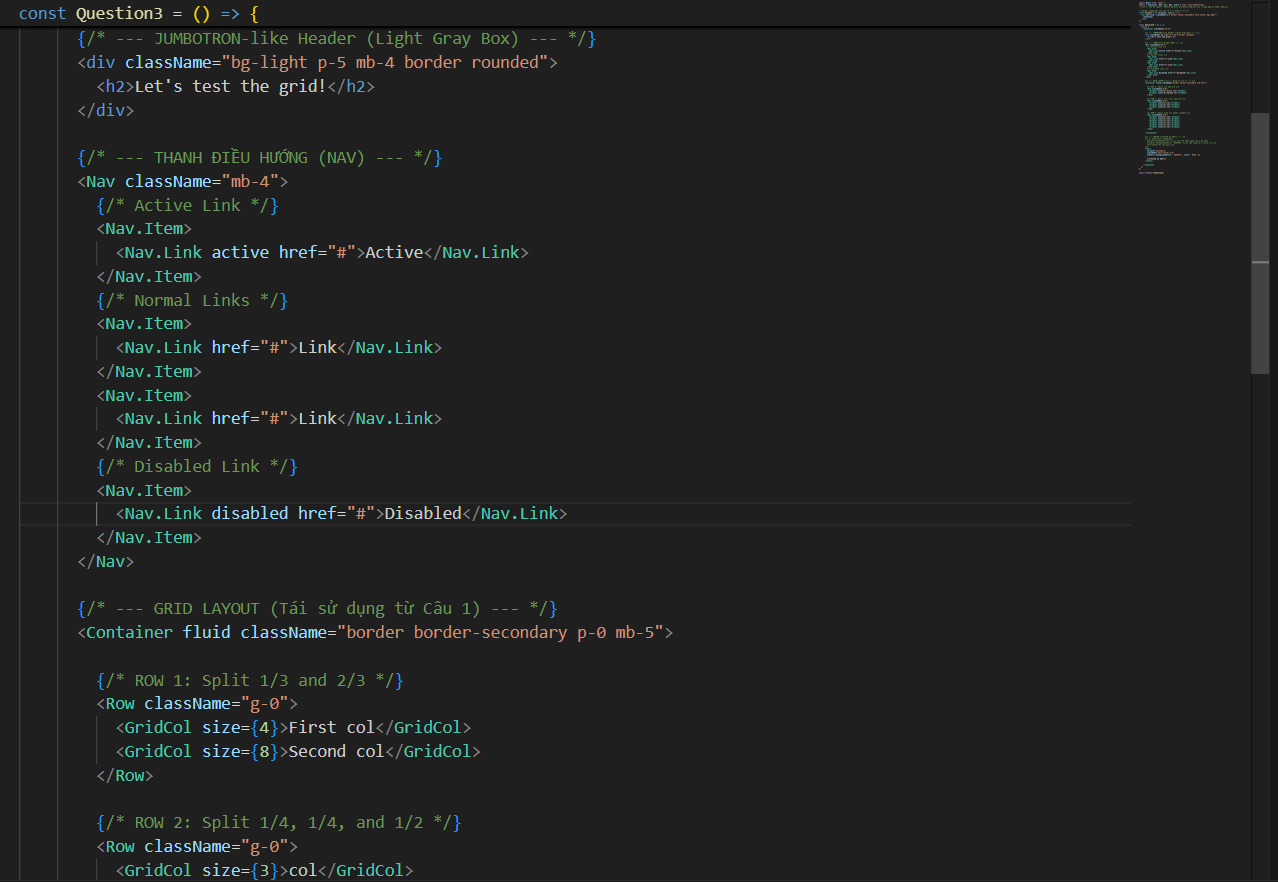 const Question3 = () => {
{/* --- JUMBOTRON-like Header (Light Gray Box) --- */}
<div className="bg-light p-5 mb-4 border rounded">
<h2>Let's test the grid!</h2>
</div>
{/* --- THANH ĐIỀU HƯỚNG (NAV) --- */}
<Nav className="mb-4">
{/* Active Link */}
<Nav.Item>
<Nav.Link active href="#">Active</Nav.Link>
</Nav.Item>
{/* Normal Links */}
<Nav.Item>
<Nav.Link href="#">Link</Nav.Link>
</Nav.Item>
<Nav.Item>
<Nav.Link href="#">Link</Nav.Link>
</Nav.Item>
{/* Disabled Link */}
<Nav.Item>
<Nav.Link disabled href="#">Disabled</Nav.Link>
</Nav.Item>
</Nav>
{/* --- GRID LAYOUT (Tái sử dụng từ Câu 1) --- */}
<Container fluid className="border border-secondary p-0 mb-5">
{/* ROW 1: Split 1/3 and 2/3 */}
<Row className="g-0">
<GridCol size={4}>First col</GridCol>
<GridCol size={8}>Second col</GridCol>
</Row>
{/* ROW 2: Split 1/4, 1/4, and 1/2 */}
<Row className="g-0">
<GridCol size={3}>col</GridCol>